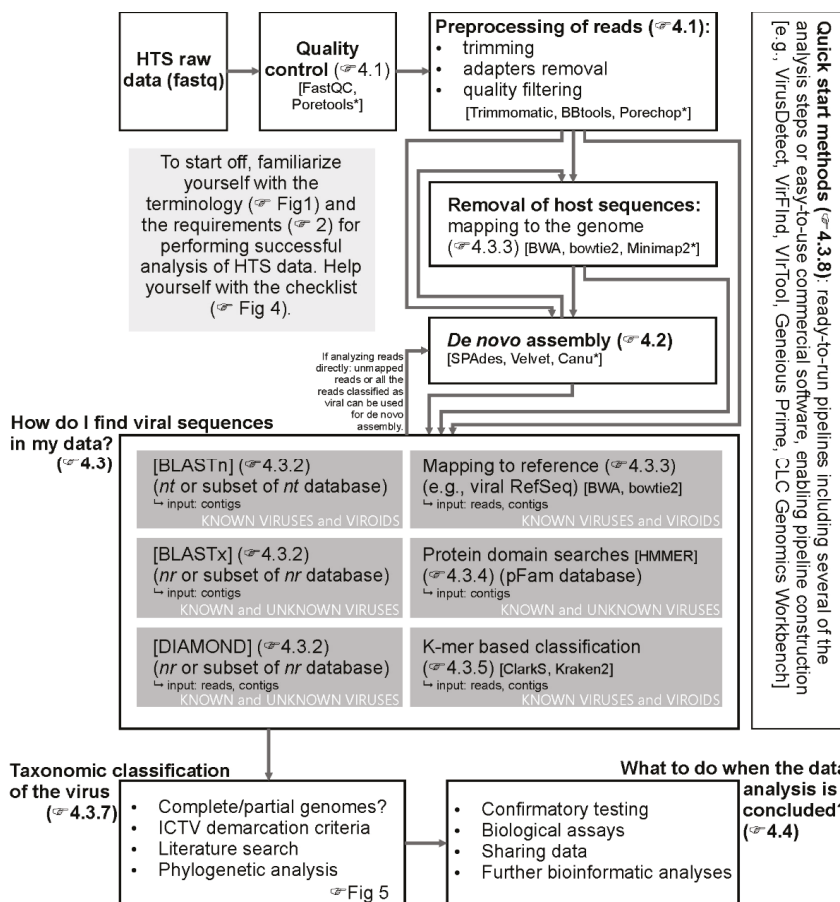 HTS raw
data (fastq)
Quality
control (☞4.1)
[FastQC,
Poretools*]
Preprocessing of reads (☞4.1):
• trimming
• adapters removal
• quality filtering
[Trimmomatic, BBtools, Porechop*]
Quick start methods (☞4.3.8): ready-to-run pipelines including several of the
analysis steps or easy-to-use commercial software, enabling pipeline construction
[e.g., VirusDetect, VirFInd, VIrTool, Geneious Prime, CLC Genomics Workbench]
To start off, familiarize
yourself with the
terminology (☞ Fig1) and
the requirements (☞ 2) for
performing successful
analysis of HTS data. Help
yourself with the checklist
(☞ Fig 4).
Removal of host sequences:
mapping to the genome
(☞4.3.3) [BWA, bowtie2, Minimap2*]
De novo assembly (☞4.2)
[SPAdes, Velvet, Canu*]
If analyzing reads
directly: unmapped
reads or all the
reads classified as
viral can be used
for de novo
assembly.
How do I find viral sequences
in my data?
(☞4.3)
[BLASTn] (☞4.3.2)
(nt or subset of nt database)
↳ input: contigs
KNOWN VIRUSES and VIROIDS
Mapping to reference (☞4.3.3)
(e.g., viral RefSeq) [BWA, bowtie2]
↳ input: reads, contigs
KNOWN VIRUSES and VIROIDS
[BLASTx] (☞4.3.2)
(nr or subset of nr database)
↳ input: contigs
KNOWN and UNKNOWN VIRUSES
Protein domain searches [HMMER]
(☞4.3.4) (pFam database)
↳ input: contigs
KNOWN and UNKNOWN VIRUSES
[DIAMOND] (☞4.3.2)
(nr or subset of nr database)
↳ input: reads, contigs
KNOWN and UNKNOWN VIRUSES
K-mer based classification
(☞4.3.5) [ClarkS, Kraken2]
↳ input: reads, contigs
KNOWN VIRUSES and VIROIDS
Taxonomic classification
of the virus
(☞4.3.7)
• Complete/partial genomes?
• ICTV demarcation criteria
• Literature search
• Phylogenetic analysis
☞Fig 5
What to do when the data
analysis is
concluded?
(☞4.4)
• Confirmatory testing
• Biological assays
• Sharing data
• Further bioinformatic analyses